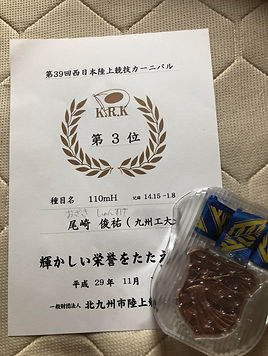 第39回西日本陸上競技カーニバル
K.R.K
第3位
種目名 110mH 記録 14.15 -1.8
おざき しゅんすけ
尾崎 俊祐(九州工大
輝かしい栄誉をたたえ
平成29年11月
一般財団法人 北九州市陸上競